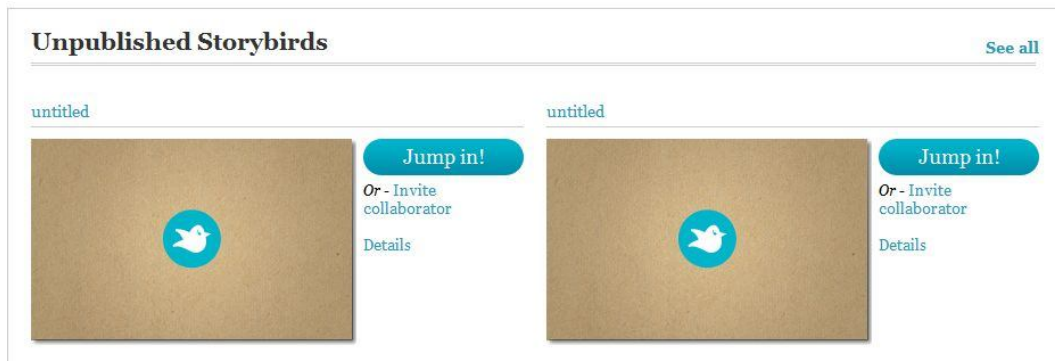 Unpublished Storybirds
See all
untitled
Jump in!
Or - Invite
collaborator
Details
untitled
Jump in!
Or - Invite
collaborator
Details